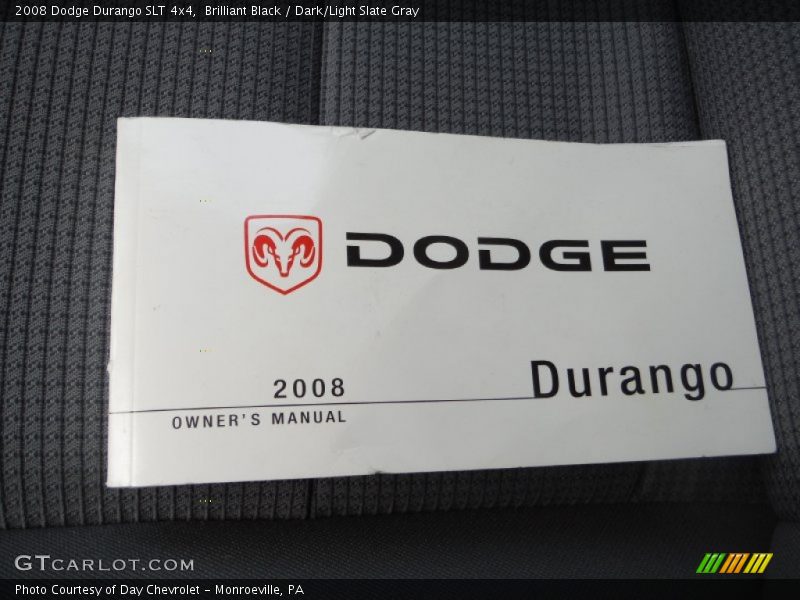 2008 Dodge Durango SLT 4x4,  Brilliant Black / Dark/Light Slate Gray
DODGE
2008
Durango
OWNER'S MANUAL
GTCARLOT.COM
Photo Courtesy of Day Chevrolet - Monroeville, PA